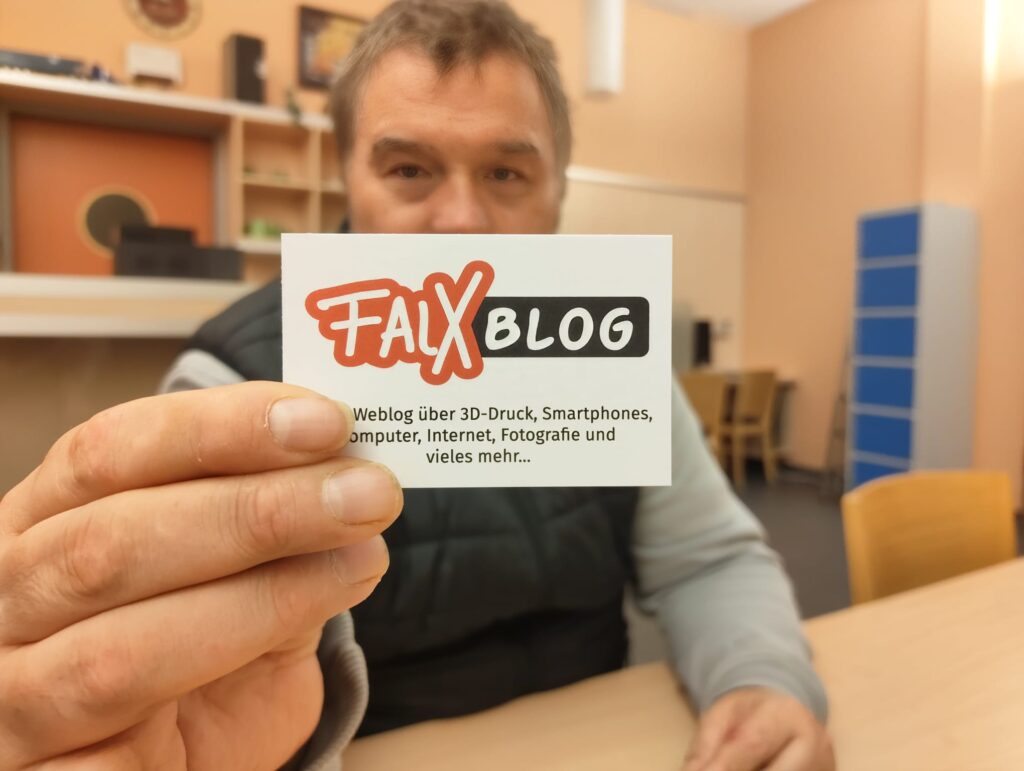 FALX BLOG
Weblog über 3D-Druck, Smartphones,
omputer, Internet, Fotografie und
vieles mehr...